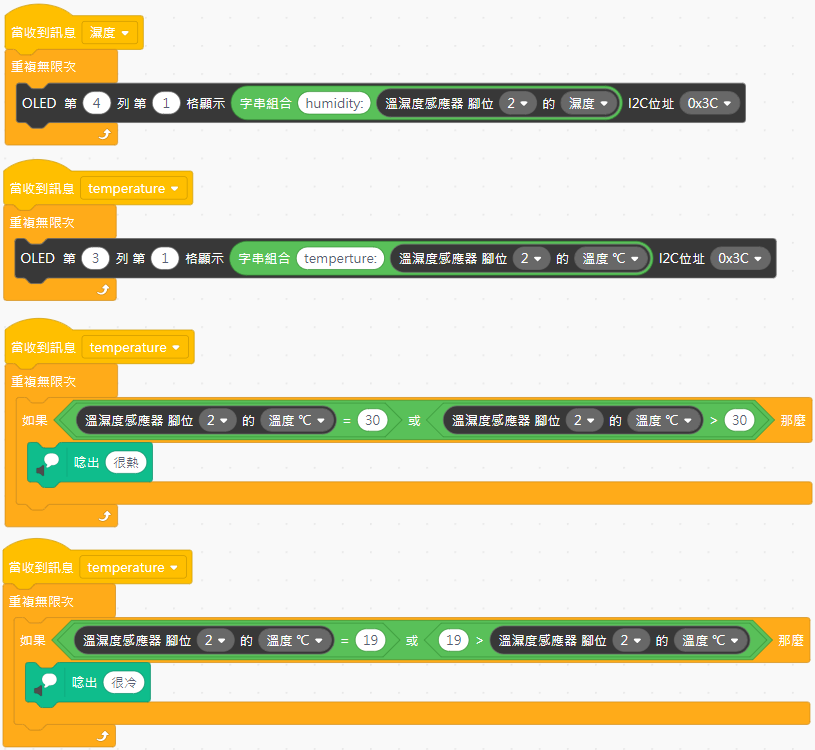 當收到訊息 濕度
重複無限次
OLED 第 4 列 第 1 格顯示 字串組合 humidity: 溫濕度感應器 腳位 2 的 濕度 I2C位址 0x3C
當收到訊息 temperature
重複無限次
OLED 第 3 列 第 1 格顯示 字串組合 temperture: 溫濕度感應器 腳位 2 的 溫度 ℃ I2C位址 0x3C
當收到訊息 temperature
重複無限次
如果 溫濕度感應器 腳位 2 的 溫度 ℃ = 30 或 溫濕度感應器 腳位 2 的 溫度 ℃ > 30 那麼
唸出 很熱
當收到訊息 temperature
重複無限次
如果 溫濕度感應器 腳位 2 的 溫度 ℃ = 19 或 19 > 溫濕度感應器 腳位 2 的 溫度 ℃ 那麼
唸出 很冷